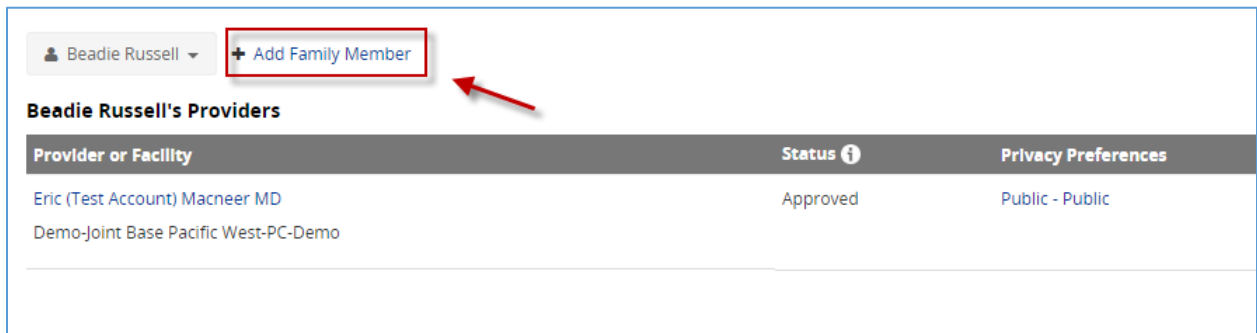 Beadie Russell
+ Add Family Member
Beadie Russell's Providers
Provider or Facility Status Privacy Preferences
Eric (Test Account) Macneer MD Approved Public - Public
Demo-Joint Base Pacific West-PC-Demo